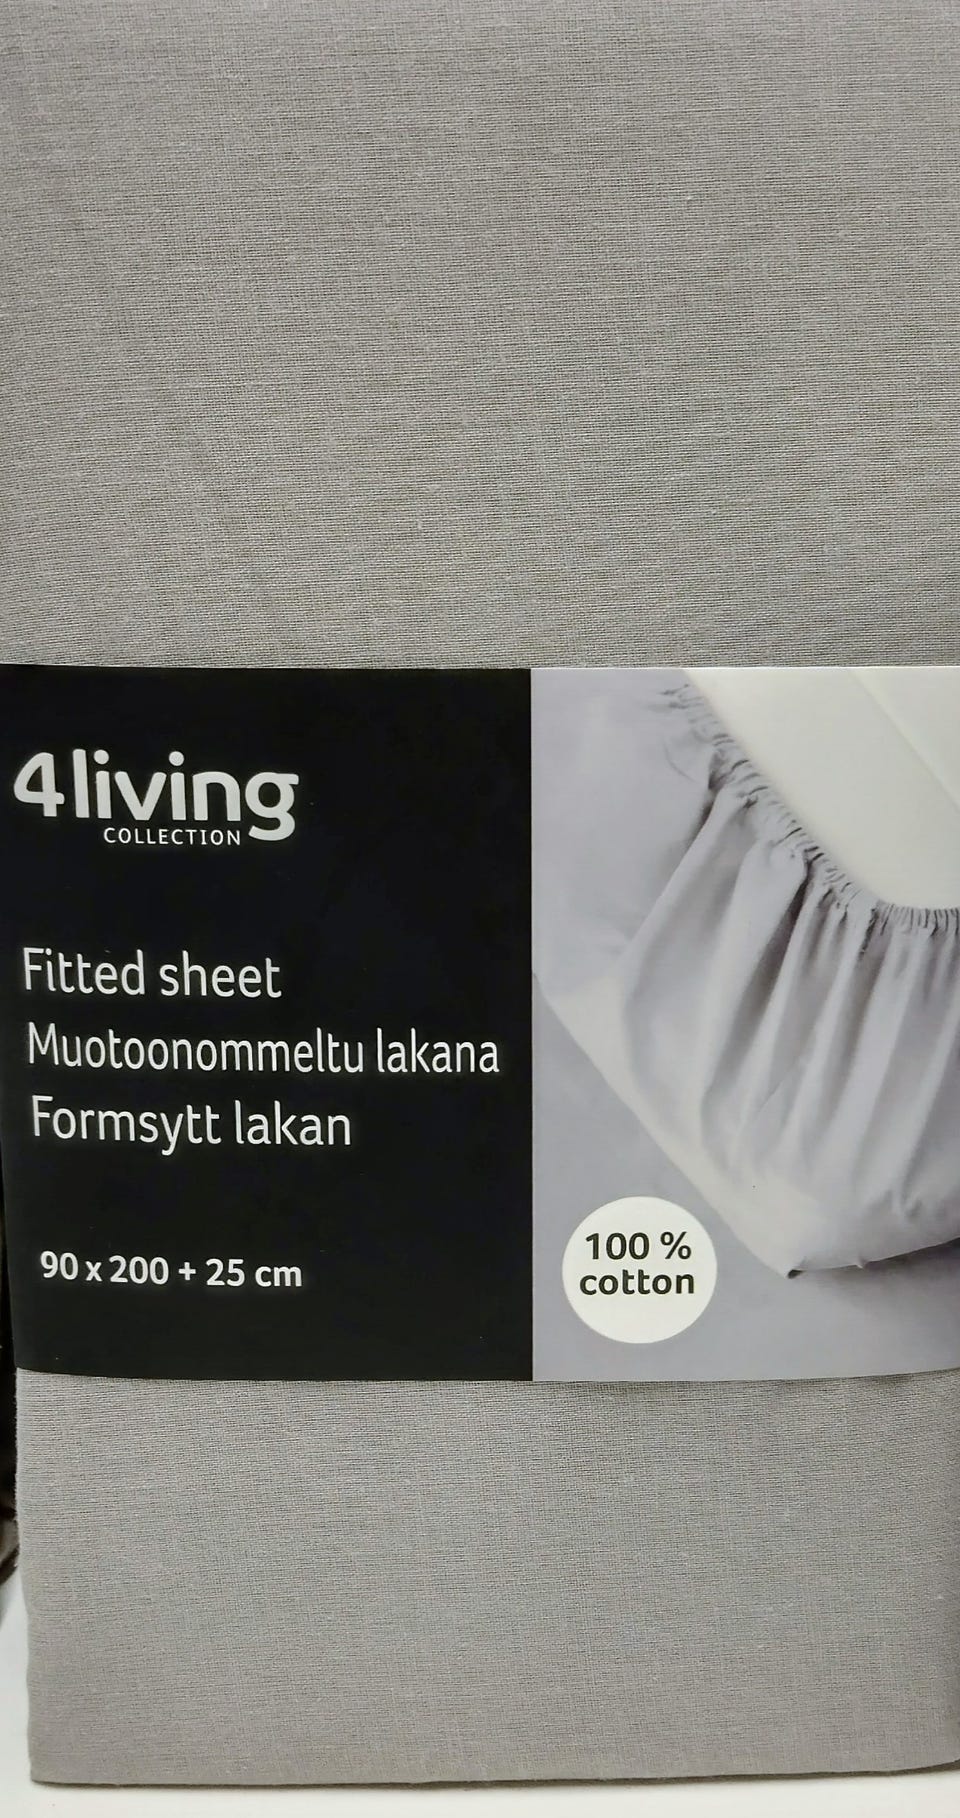 4living
COLLECTION
Fitted sheet
Muotoonommeltu lakana
Formsytt lakan
90 x 200 + 25 cm
100 %
cotton